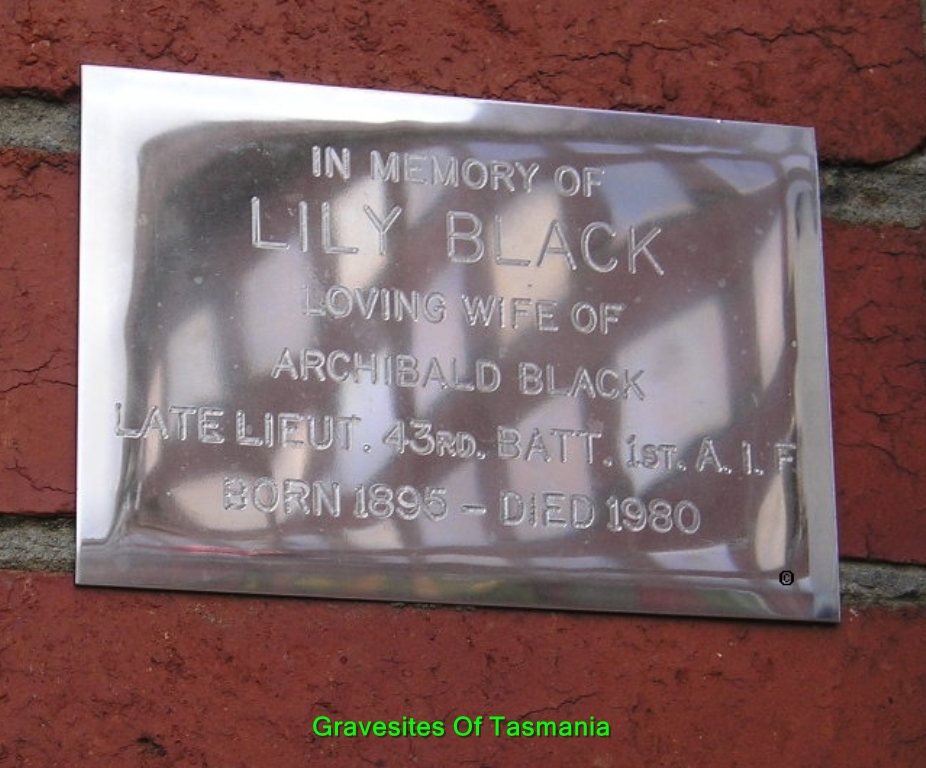 IN MEMORY OF
LILY BLACK
LOVING WIFE OF
ARCHIBALD BLACK
LATE LIEUT. 43RD. BATT. 1ST. A.I.F
BORN 1895 - DIED 1980
©
Gravesites Of Tasmania